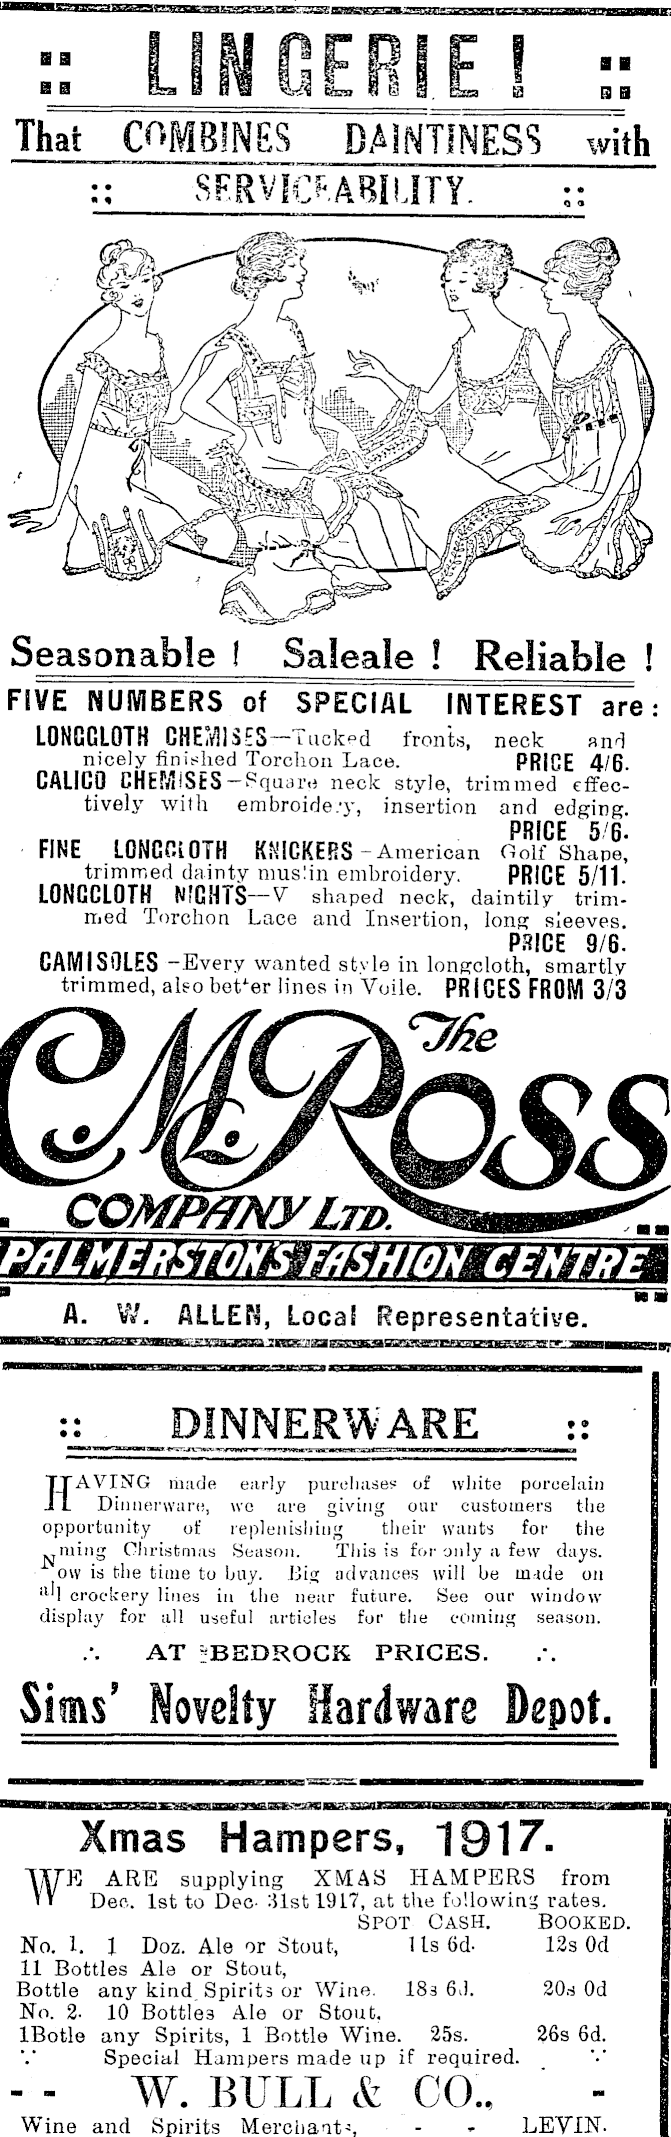 LINGERIE!
That COMBINES DAINTINESS with
SERVICEABILITY.
Seasonable! Saleale! Reliable!
FIVE NUMBERS of SPECIAL INTEREST are:
LONGCLOTH CHEMISES—Tucked fronts, neck and
nicely finished Torchon Lace. PRICE 4/6.
CALICO CHEMISES—Square neck style, trimmed effec-
tively with embroidery, insertion and edging.
PRICE 5/6.
FINE LONGCLOTH KNICKERS—American Golf Shape,
trimmed dainty muslin embroidery. PRICE 5/11.
LONGCLOTH NIGHTS—V shaped neck, daintily trim-
med Torchon Lace and Insertion, long sleeves.
PRICE 9/6.
CAMISOLES—Every wanted style in longcloth, smartly
trimmed, also better lines in Voile. PRICES FROM 3/3
The
C.M. ROSS
COMPANY LTD.
PALMERSTON'S FASHION CENTRE
A. W. ALLEN, Local Representative.
:: DINNERWARE ::
HAVING made early purchases of white porcelain
Dinnerware, we are giving our customers the
opportunity of replenishing their wants for the
ming Christmas Season. This is for only a few days.
Now is the time to buy. Big advances will be made on
all crockery lines in the near future. See our window
display for all useful articles for the coming season.
AT BEDROCK PRICES.
Sims' Novelty Hardware Depot.
Xmas Hampers, 1917.
WE ARE supplying XMAS HAMPERS from
Dec. 1st to Dec. 31st 1917, at the following rates.
SPOT CASH. BOOKED.
No. 1. 1 Doz. Ale or Stout, 11s 6d. 12s 0d
11 Bottles Ale or Stout,
Bottle any kind Spirits or Wine. 18s 6d. 20s 0d
No. 2. 10 Bottles Ale or Stout.
1Botle any Spirits, 1 Bottle Wine. 25s. 26s 6d.
Special Hampers made up if required.
- - W. BULL & CO., -
Wine and Spirits Merchants, - - LEVIN.